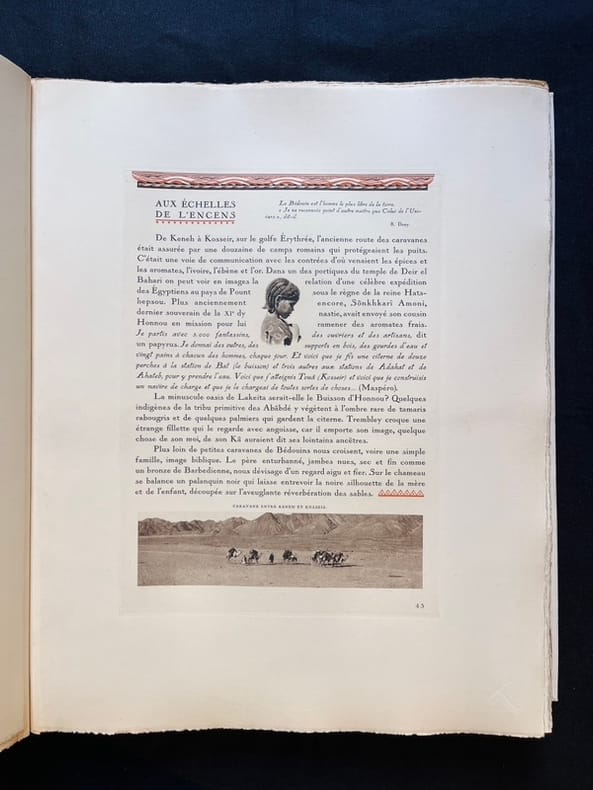 AUX ÉCHELLES
DE L'ENCENS
Le Bédouin est l'homme le plus libre de la terre.
« Je ne reconnais point d'autre maître que Celui de l'Uni-
vers », dit-il.
R. Dozy
De Keneh à Kosseir, sur le golfe Érythrée, l'ancienne route des caravanes
était assurée par une douzaine de camps romains qui protégeaient les puits.
C'était une voie de communication avec les contrées d'où venaient les épices et
les aromates, l'ivoire, l'ébène et l'or. Dans un des portiques du temple de Deir el
Bahari on peut voir en images la relation d'une célèbre expédition
des Égyptiens au pays de Pount sous le règne de la reine Hats-
hepsou. Plus anciennement encore, Sônkhkari Amoni,
dernier souverain de la XIe dy nastie, avait envoyé son cousin
Honnou en mission pour lui ramener des aromates frais.
Je partis avec 3.000 fantassins, des ouvriers et des artisans, dit
un papyrus. Je donnai des outres, des supports en bois, des gourdes d'eau et
vingt pains à chacun des hommes, chaque jour. Et voici que je fis une citerne de douze
perches à la station de Bat (le buisson) et trois autres aux stations de Adahat et de
Ahateb, pour y prendre l'eau. Voici que j'atteignis Touâ (Kosseir) et voici que je construisis
un navire de charge et que je le chargeai de toutes sortes de choses... (Maspéro).
La minuscule oasis de Lakeita serait-elle le Buisson d'Honnou? Quelques
indigènes de la tribu primitive des Abâbdé y végètent à l'ombre rare de tamaris
rabougris et de quelques palmiers qui gardent la citerne. Trembley croque une
étrange fillette qui le regarde avec angoisse, car il emporte son image, quelque
chose de son moi, de son Kâ auraient dit ses lointains ancêtres.
Plus loin de petites caravanes de Bédouins nous croisent, voire une simple
famille, image biblique. Le père enturbanné, jambes nues, sec et fin comme
un bronze de Barbedienne, nous dévisage d'un regard aigu et fier. Sur le chameau
se balance un palanquin noir qui laisse entrevoir la noire silhouette de la mère
et de l'enfant, découpée sur l'aveuglante réverbération des sables.
CARAVANE ENTRE KENEH ET KOSSEIR.
43